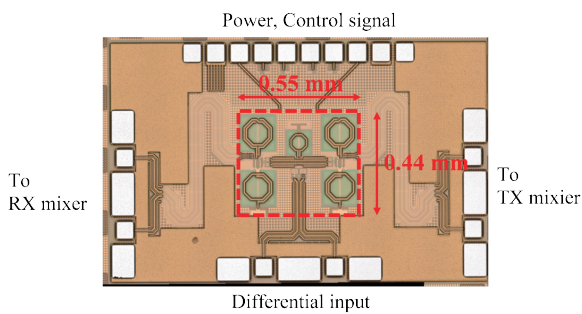 Power, Control signal
0.55 mm
0.44 mm
To
RX mixer
To
TX mixier
Differential input